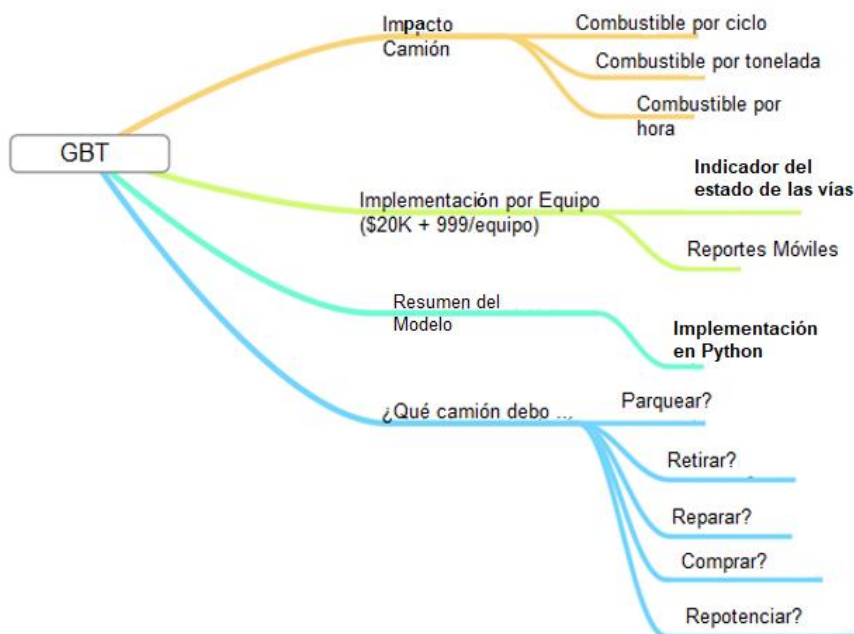 GBT
Impacto
Camión
Combustible por ciclo
Combustible por tonelada
Combustible por
hora
Implementación por Equipo
($20K + 999/equipo)
Indicador del
estado de las vías
Reportes Móviles
Resumen del
Modelo
Implementación
en Python
¿Qué camión debo ...
Parquear?
Retirar?
Reparar?
Comprar?
Repotenciar?